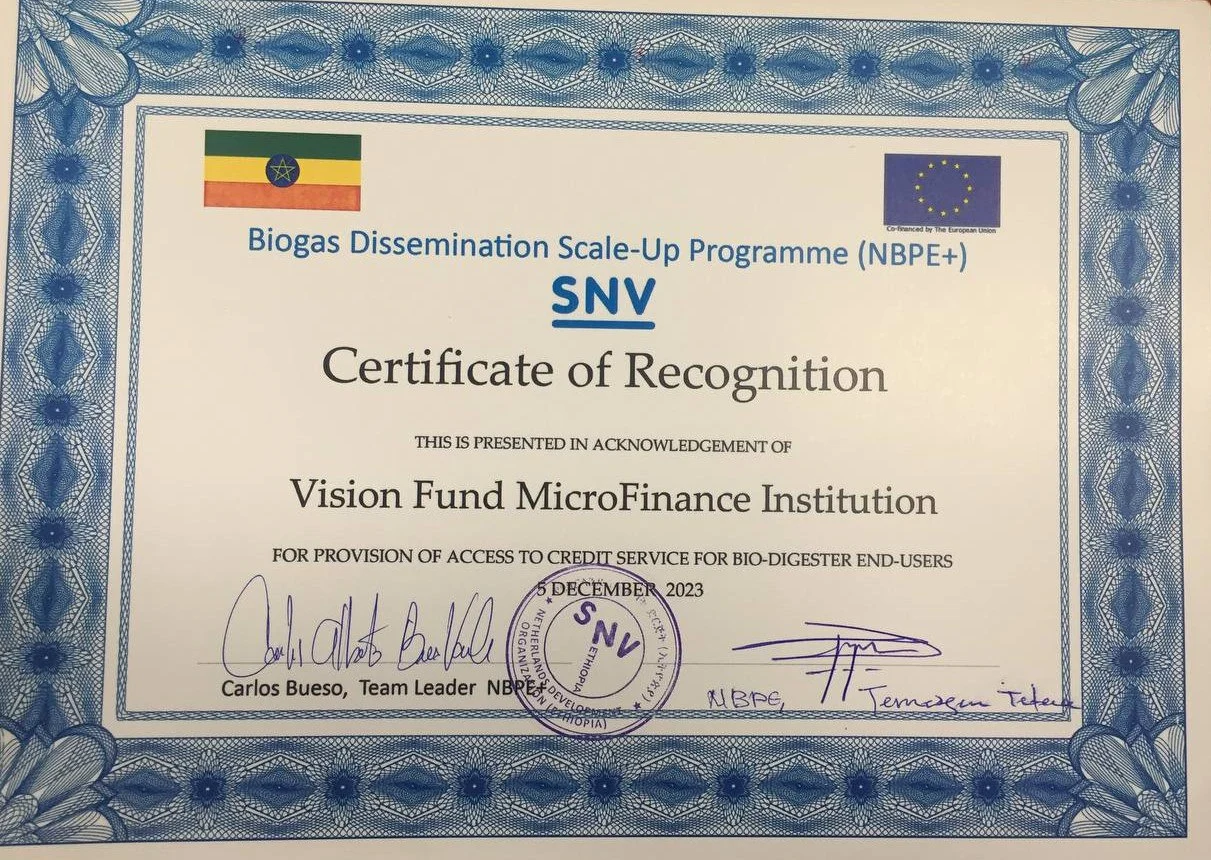 Co-financed by The European Union
Biogas Dissemination Scale-Up Programme (NBPE+)
SNV
Certificate of Recognition
THIS IS PRESENTED IN ACKNOWLEDGEMENT OF
Vision Fund MicroFinance Institution
FOR PROVISION OF ACCESS TO CREDIT SERVICE FOR BIO-DIGESTER END-USERS
5 DECEMBER 2023
Carlos Bueso, Team Leader NBPE+
SNV
ETHIOPIA
NETHERLANDS DEVELOPMENT
ORGANIZATION (ETHIOPIA)
NBPE,